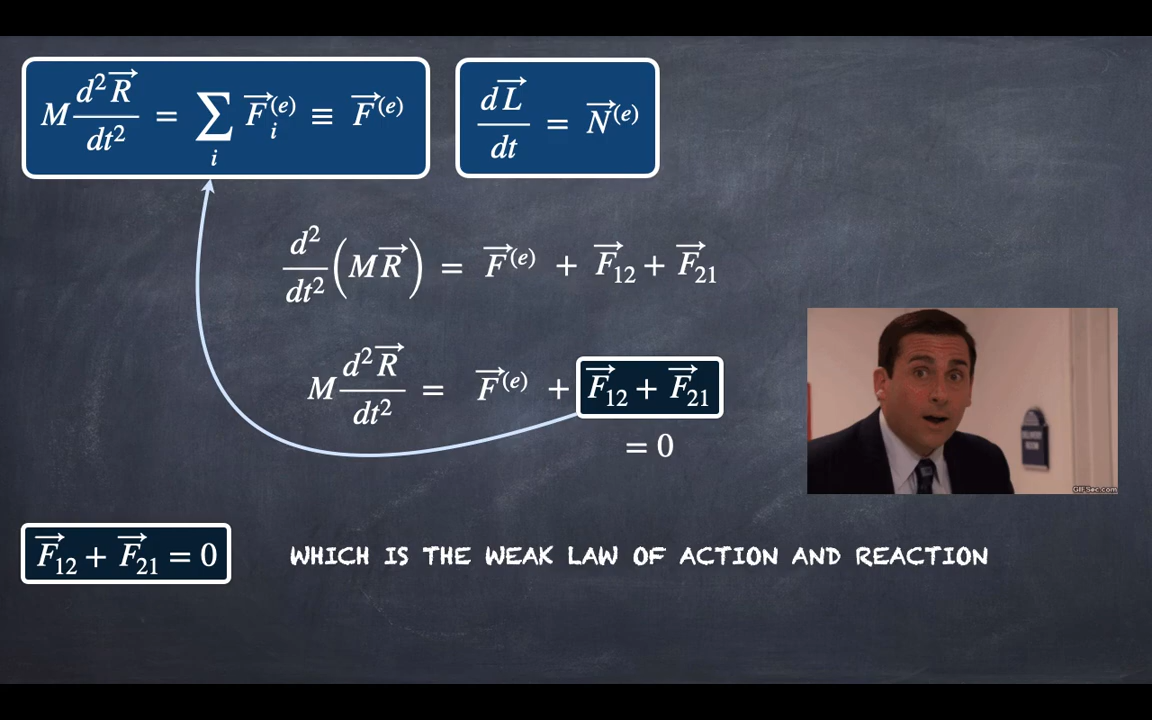 M d²R⃗/dt² = ∑ᵢ F⃗ᵢ⁽ᵉ⁾ ≡ F⃗⁽ᵉ⁾
dL⃗/dt = N⃗⁽ᵉ⁾
d²/dt² (MR⃗) = F⃗⁽ᵉ⁾ + F⃗₁₂ + F⃗₂₁
M d²R⃗/dt² = F⃗⁽ᵉ⁾ + F⃗₁₂ + F⃗₂₁
= 0
GIFSec.com
F⃗₁₂ + F⃗₂₁ = 0 WHICH IS THE WEAK LAW OF ACTION AND REACTION